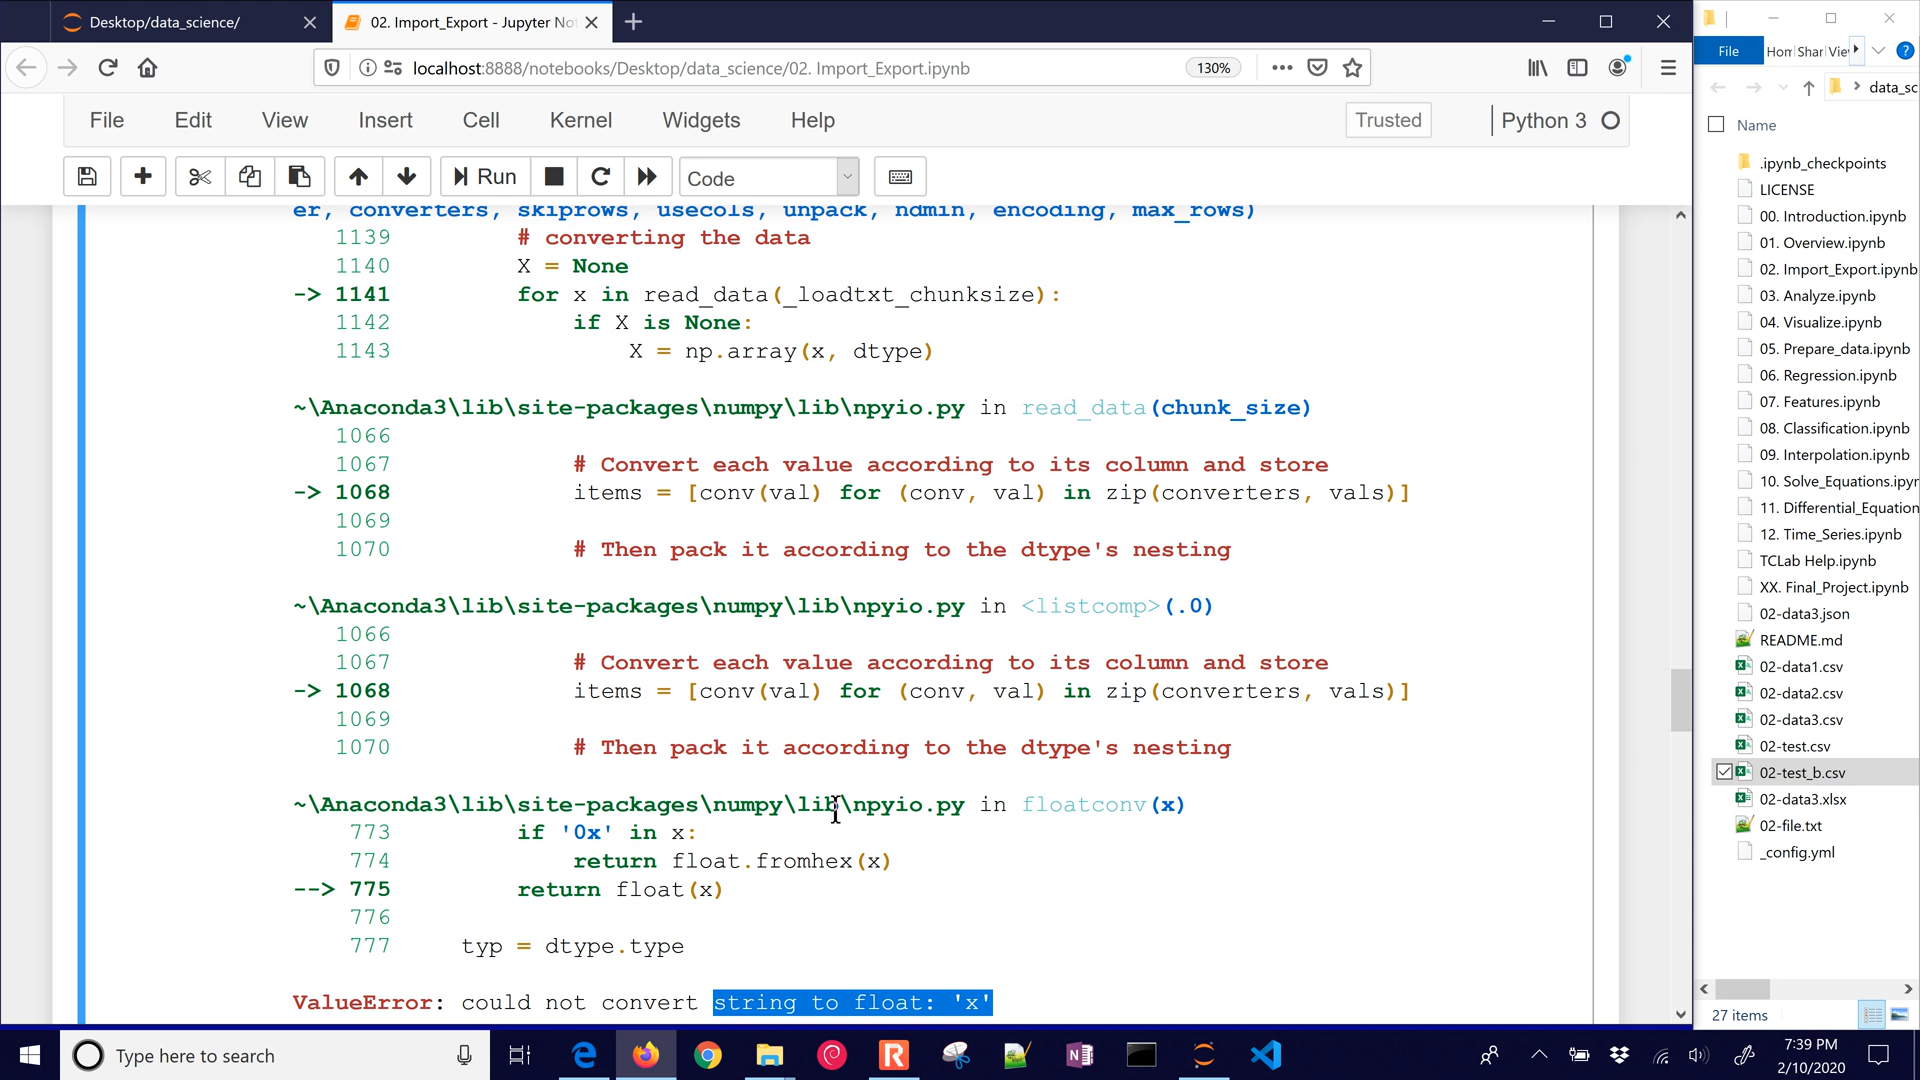 Desktop/data_science/
02. Import_Export - Jupyter No
localhost:8888/notebooks/Desktop/data_science/02. Import_Export.ipynb
130%
File Edit View Insert Cell Kernel Widgets Help
Trusted
Python 3
Run
Code
er, converters, skiprows, usecols, unpack, ndmin, encoding, max_rows)
1139 # converting the data
1140 X = None
-> 1141 for x in read_data(_loadtxt_chunksize):
1142 if X is None:
1143 X = np.array(x, dtype)
~\Anaconda3\lib\site-packages\numpy\lib\npyio.py in read_data(chunk_size)
1066
1067 # Convert each value according to its column and store
-> 1068 items = [conv(val) for (conv, val) in zip(converters, vals)]
1069
1070 # Then pack it according to the dtype's nesting
~\Anaconda3\lib\site-packages\numpy\lib\npyio.py in <listcomp>(.0)
1066
1067 # Convert each value according to its column and store
-> 1068 items = [conv(val) for (conv, val) in zip(converters, vals)]
1069
1070 # Then pack it according to the dtype's nesting
~\Anaconda3\lib\site-packages\numpy\lib\npyio.py in floatconv(x)
773 if '0x' in x:
774 return float.fromhex(x)
--> 775 return float(x)
776
777 typ = dtype.type
ValueError: could not convert string to float: 'x'
File Hom Shar Vie
data_sc
Name
.ipynb_checkpoints
LICENSE
00. Introduction.ipynb
01. Overview.ipynb
02. Import_Export.ipynb
03. Analyze.ipynb
04. Visualize.ipynb
05. Prepare_data.ipynb
06. Regression.ipynb
07. Features.ipynb
08. Classification.ipynb
09. Interpolation.ipynb
10. Solve_Equations.ipyr
11. Differential_Equation
12. Time_Series.ipynb
TCLab Help.ipynb
XX. Final_Project.ipynb
02-data3.json
README.md
02-data1.csv
02-data2.csv
02-data3.csv
02-test.csv
02-test_b.csv
02-data3.xlsx
02-file.txt
_config.yml
27 items
Type here to search
7:39 PM
2/10/2020